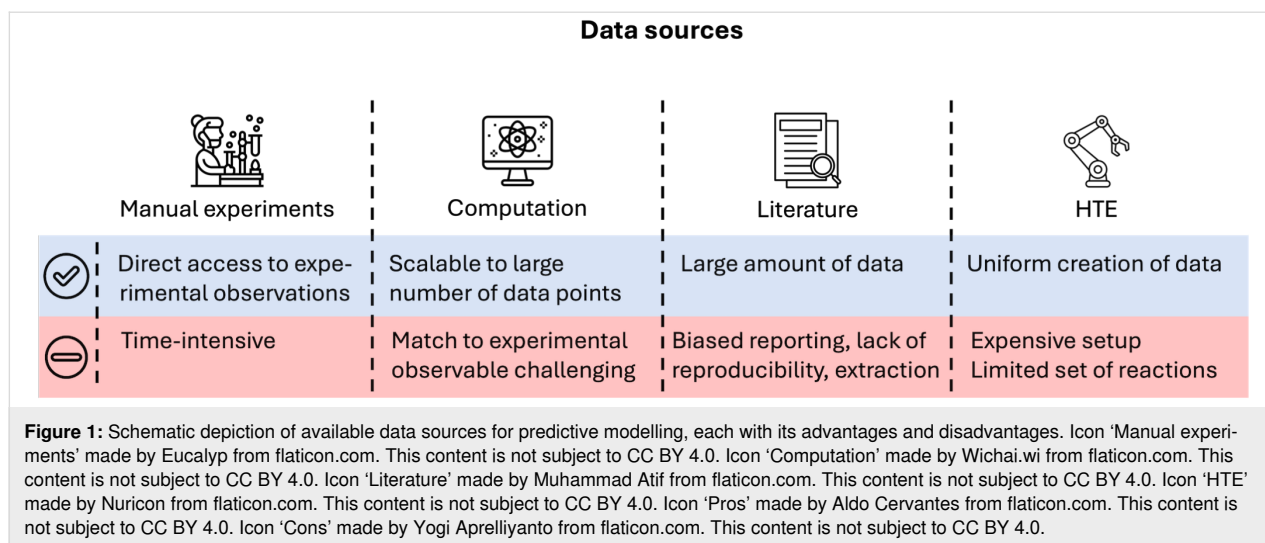 Data sources
Manual experiments
Computation
Literature
HTE
Direct access to expe-
rimental observations
Scalable to large
number of data points
Large amount of data
Uniform creation of data
Time-intensive
Match to experimental
observable challenging
Biased reporting, lack of
reproducibility, extraction
Expensive setup
Limited set of reactions
Figure 1: Schematic depiction of available data sources for predictive modelling, each with its advantages and disadvantages. Icon ‘Manual experi-
ments’ made by Eucalyp from flaticon.com. This content is not subject to CC BY 4.0. Icon ‘Computation’ made by Wichai.wi from flaticon.com. This
content is not subject to CC BY 4.0. Icon ‘Literature’ made by Muhammad Atif from flaticon.com. This content is not subject to CC BY 4.0. Icon ‘HTE’
made by Nuricon from flaticon.com. This content is not subject to CC BY 4.0. Icon ‘Pros’ made by Aldo Cervantes from flaticon.com. This content is
not subject to CC BY 4.0. Icon ‘Cons’ made by Yogi Aprelliyanto from flaticon.com. This content is not subject to CC BY 4.0.